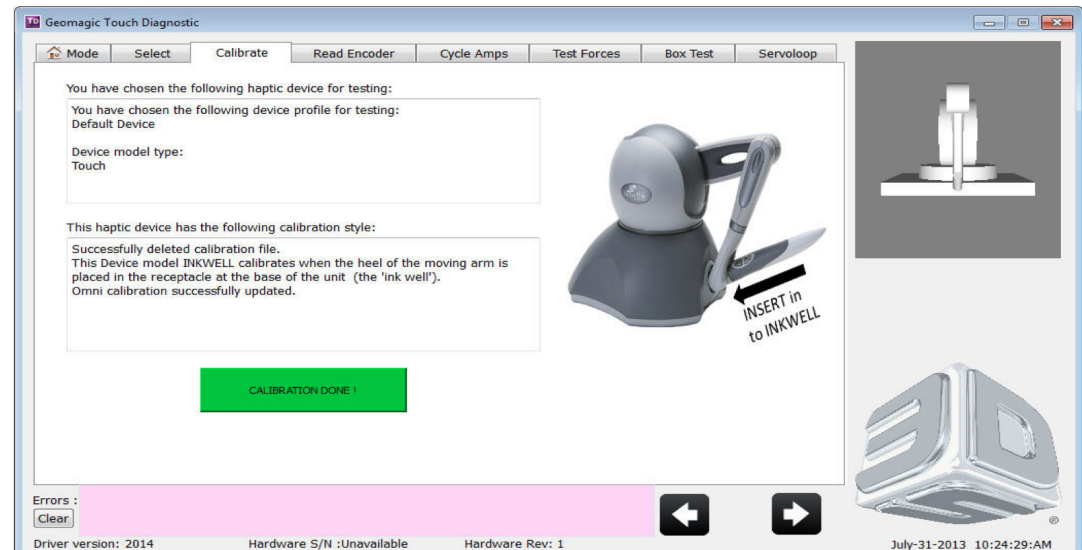 Geomagic Touch Diagnostic
Mode Select Calibrate Read Encoder Cycle Amps Test Forces Box Test Servoloop
You have chosen the following haptic device for testing:
You have chosen the following device profile for testing:
Default Device
Device model type:
Touch
This haptic device has the following calibration style:
Successfully deleted calibration file.
This Device model INKWELL calibrates when the heel of the moving arm is
placed in the receptacle at the base of the unit (the 'ink well').
Omni calibration successfully updated.
INSERT in
to INKWELL
CALIBRATION DONE !
Errors :
Clear
Driver version: 2014 Hardware S/N :Unavailable Hardware Rev: 1 July-31-2013 10:24:29:AM